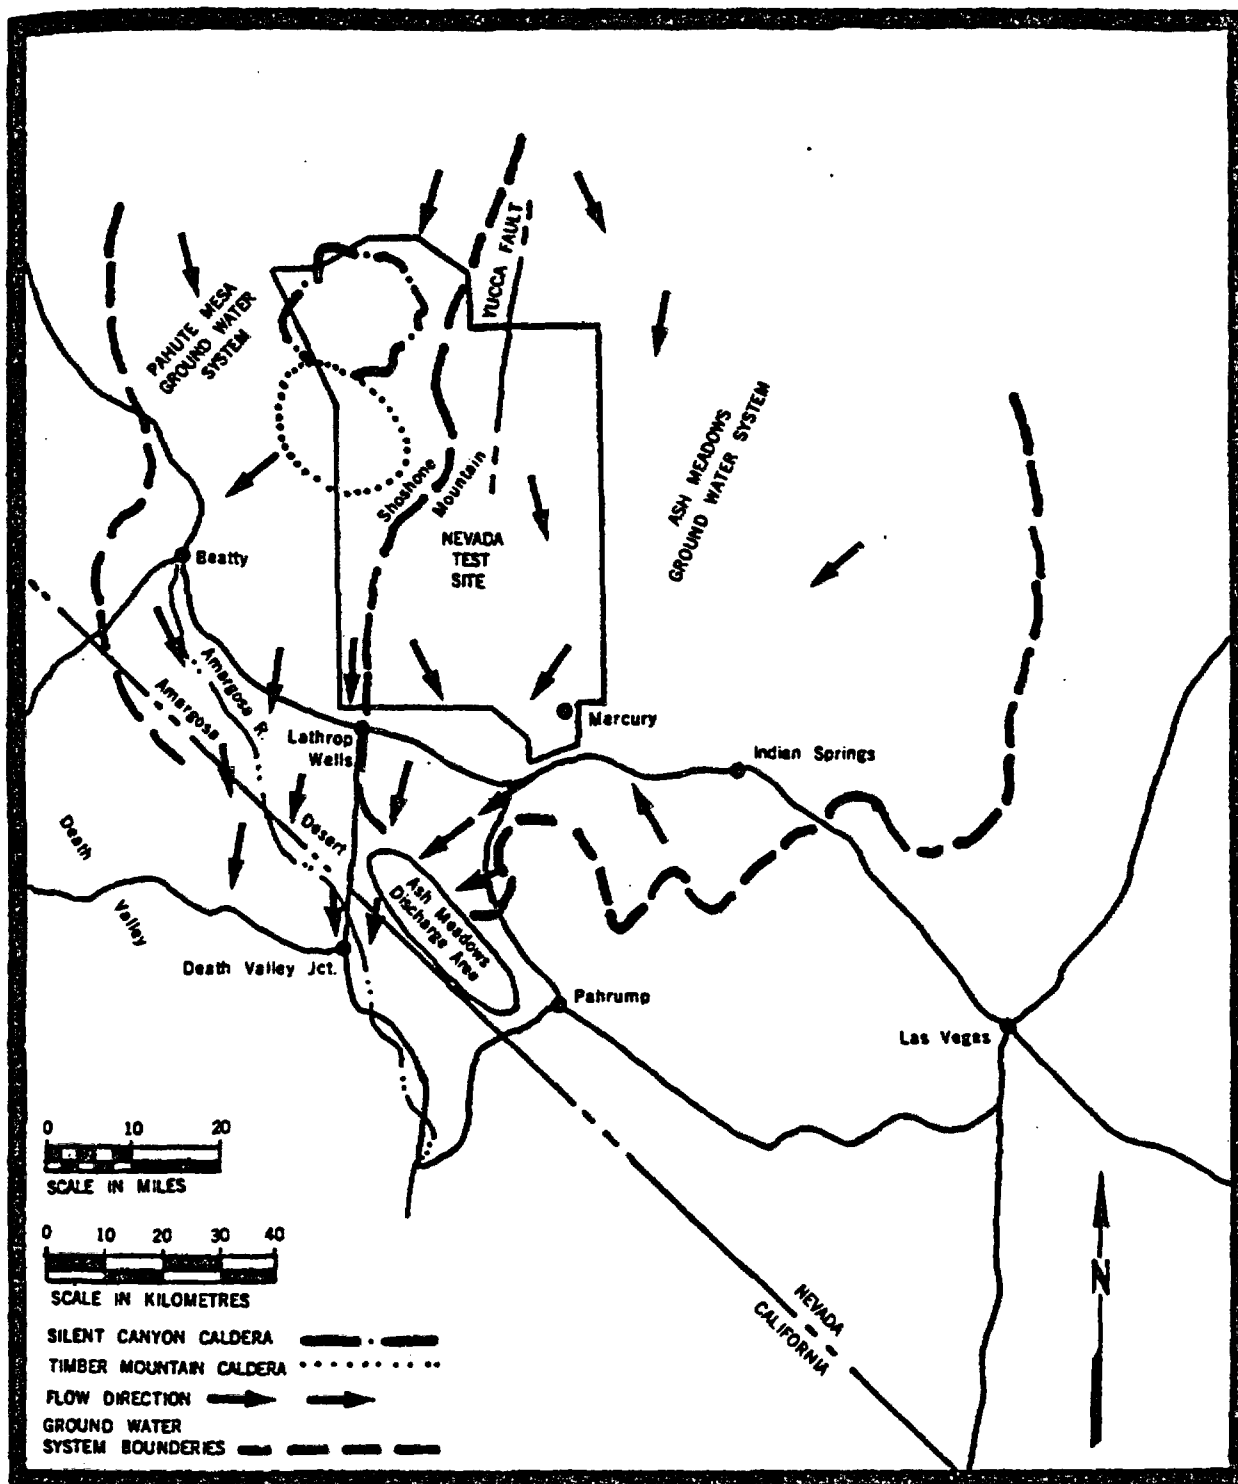 YUCCA FAULT
PAHUTE MESA
GROUND WATER
SYSTEM
ASH MEADOWS
GROUND WATER SYSTEM
Shoshone
Mountain
NEVADA
TEST
SITE
Beatty
Amargosa R.
Amargosa
Desert
Mercury
Lathrop
Wells
Indian Springs
Death
Valley
Ash Meadows
Discharge Area
Death Valley Jct.
Pahrump
Las Vegas
0 10 20
SCALE IN MILES
0 10 20 30 40
SCALE IN KILOMETRES
NEVADA
CALIFORNIA
N
SILENT CANYON CALDERA
TIMBER MOUNTAIN CALDERA
FLOW DIRECTION
GROUND WATER
SYSTEM BOUNDERIES